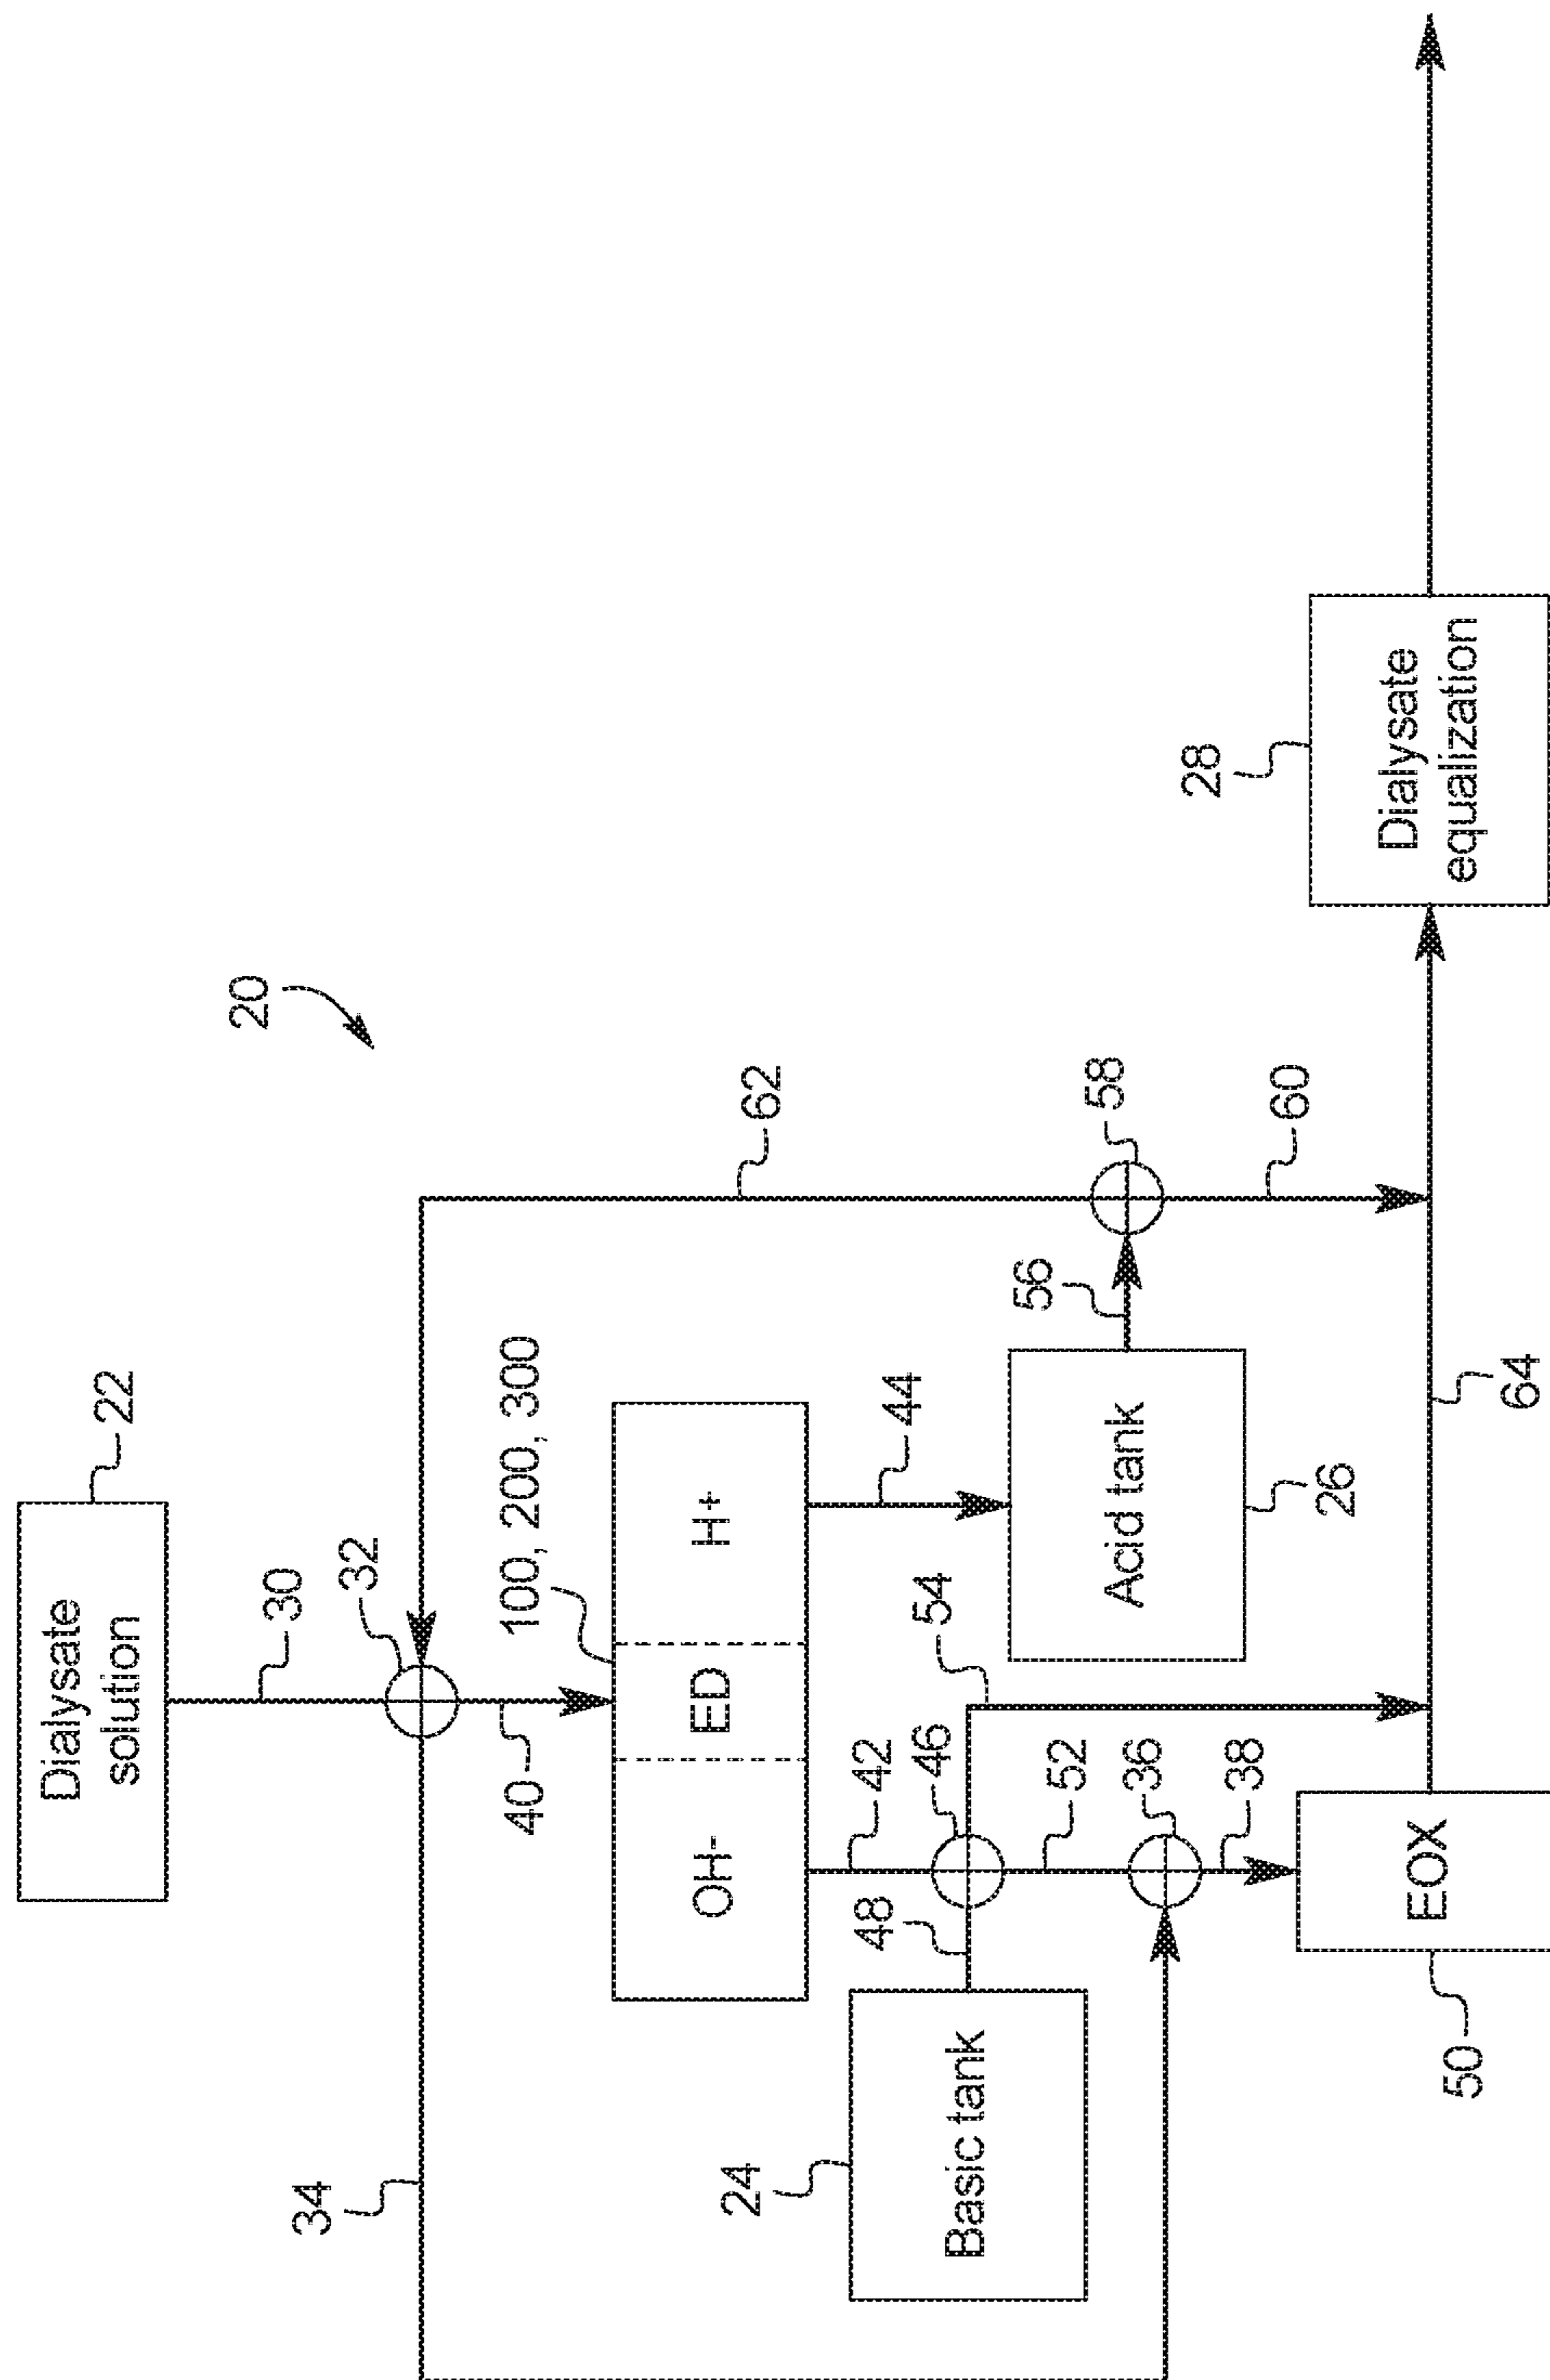 20
Dialysate
solution
22
30
32
34
62
40
100, 200, 300
OH-
ED
H+
42
44
46
48
54
52
36
38
Basic tank
24
Acid tank
26
56
58
60
EOX
50
64
28
Dialysate
equalization